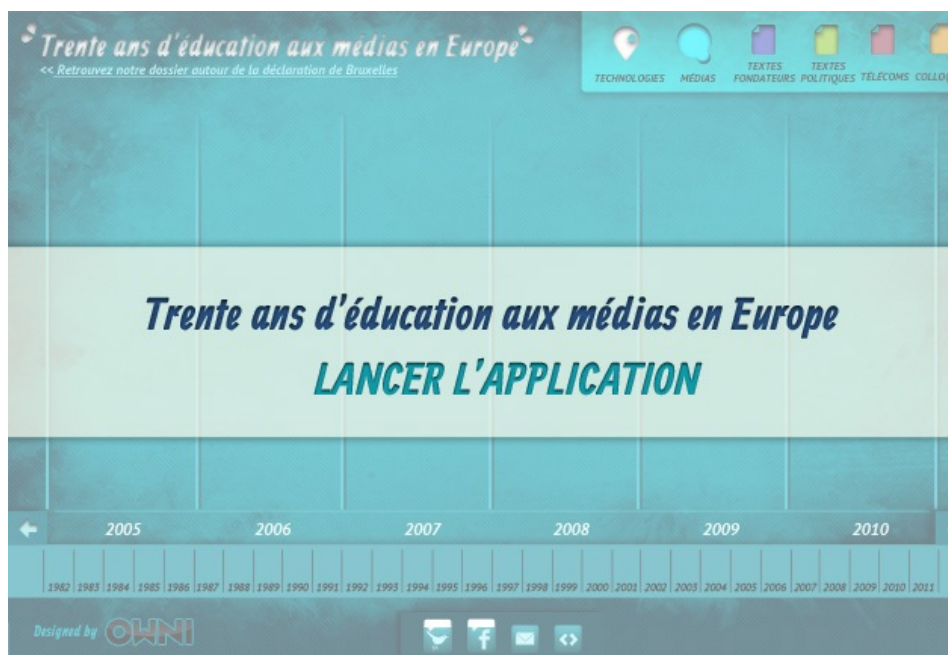 Trente ans d'éducation aux médias en Europe
<< Retrouvez notre dossier autour de la déclaration de Bruxelles
TECHNOLOGIES
MÉDIAS
TEXTES
FONDATEURS
TEXTES
POLITIQUES
TÉLÉCOMS
COLLO
Trente ans d'éducation aux médias en Europe
LANCER L'APPLICATION
2005 2006 2007 2008 2009 2010
1982 1983 1984 1985 1986 1987 1988 1989 1990 1991 1992 1993 1994 1995 1996 1997 1998 1999 2000 2001 2002 2003 2004 2005 2006 2007 2008 2009 2010 2011
Designed by OWNI